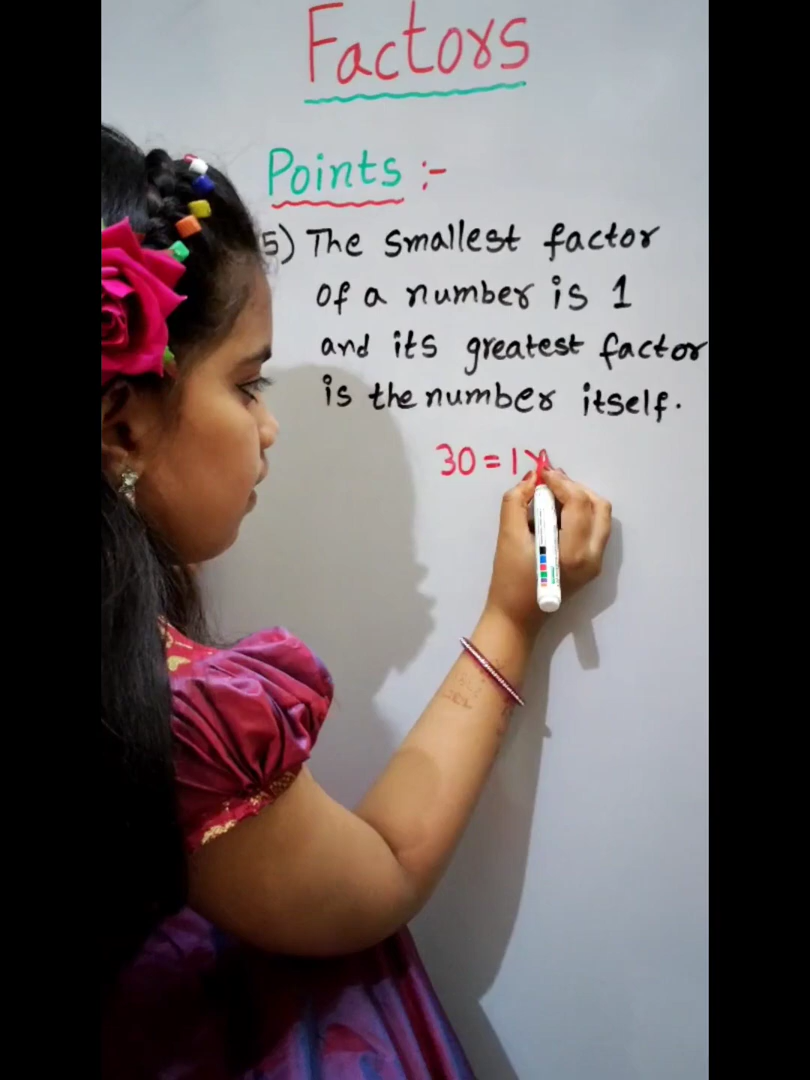 Factors
Points :-
5) The smallest factor
of a number is 1
and its greatest factor
is the number itself.
30 = 1 ×